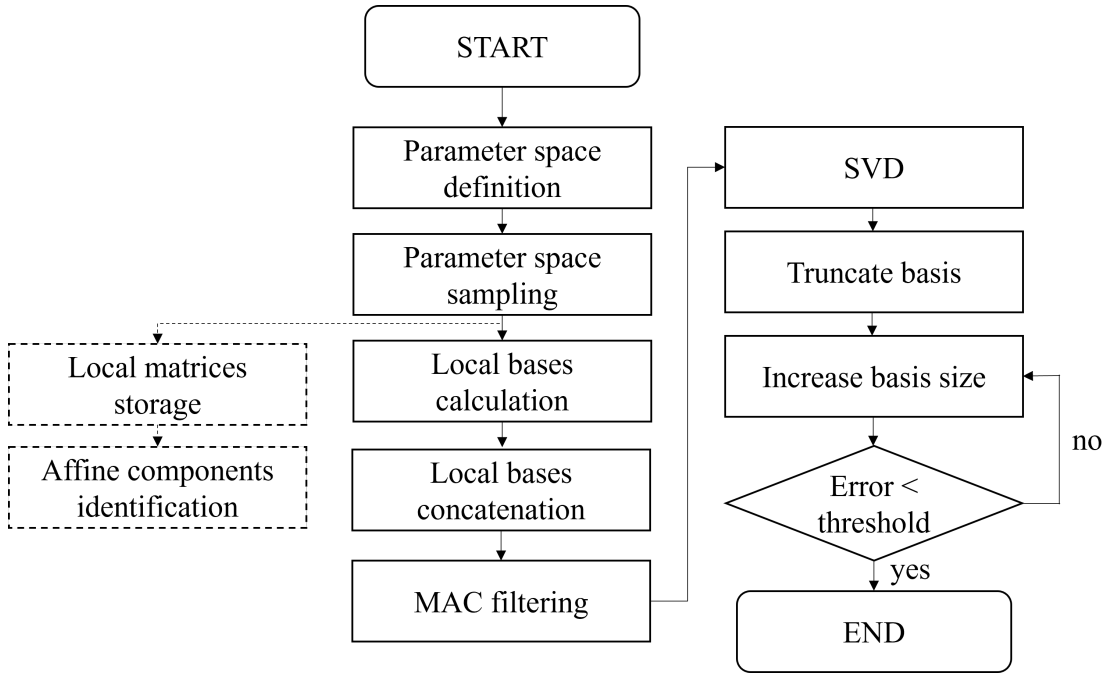 START
Parameter space
definition
Parameter space
sampling
Local matrices
storage
Affine components
identification
Local bases
calculation
Local bases
concatenation
MAC filtering
SVD
Truncate basis
Increase basis size
Error <
threshold
no
yes
END